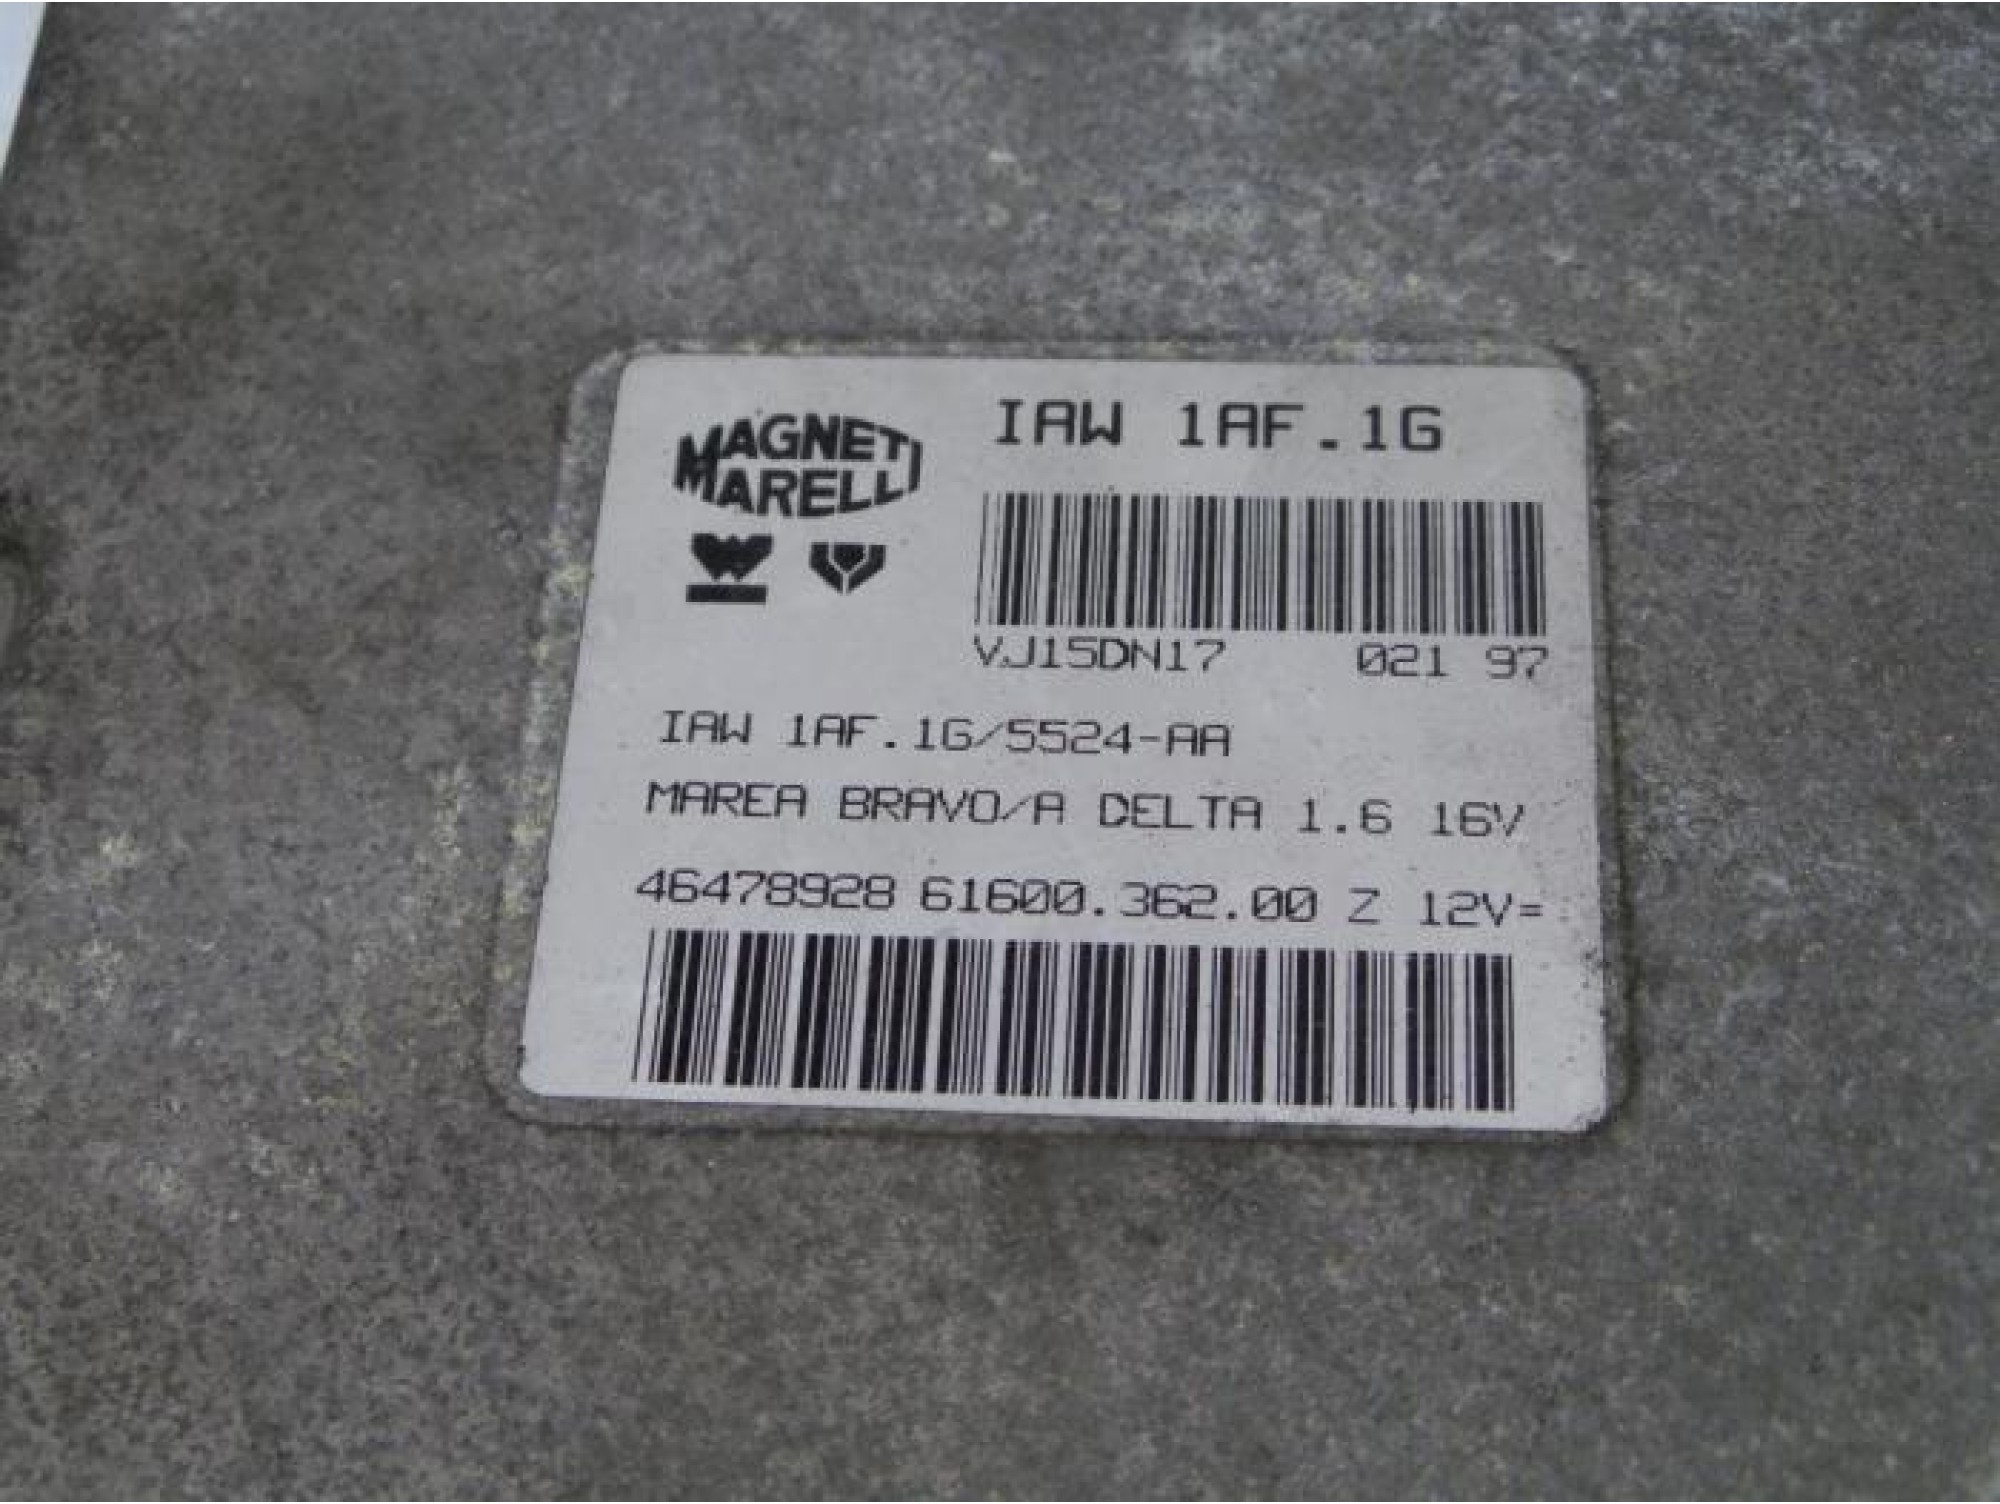 MAGNETI
MARELLI
IAW 1AF.1G
VJ15DN17 021 97
IAW 1AF.1G/5524-AA
MAREA BRAVO/A DELTA 1.6 16V
46478928 61600.362.00 Z 12V=